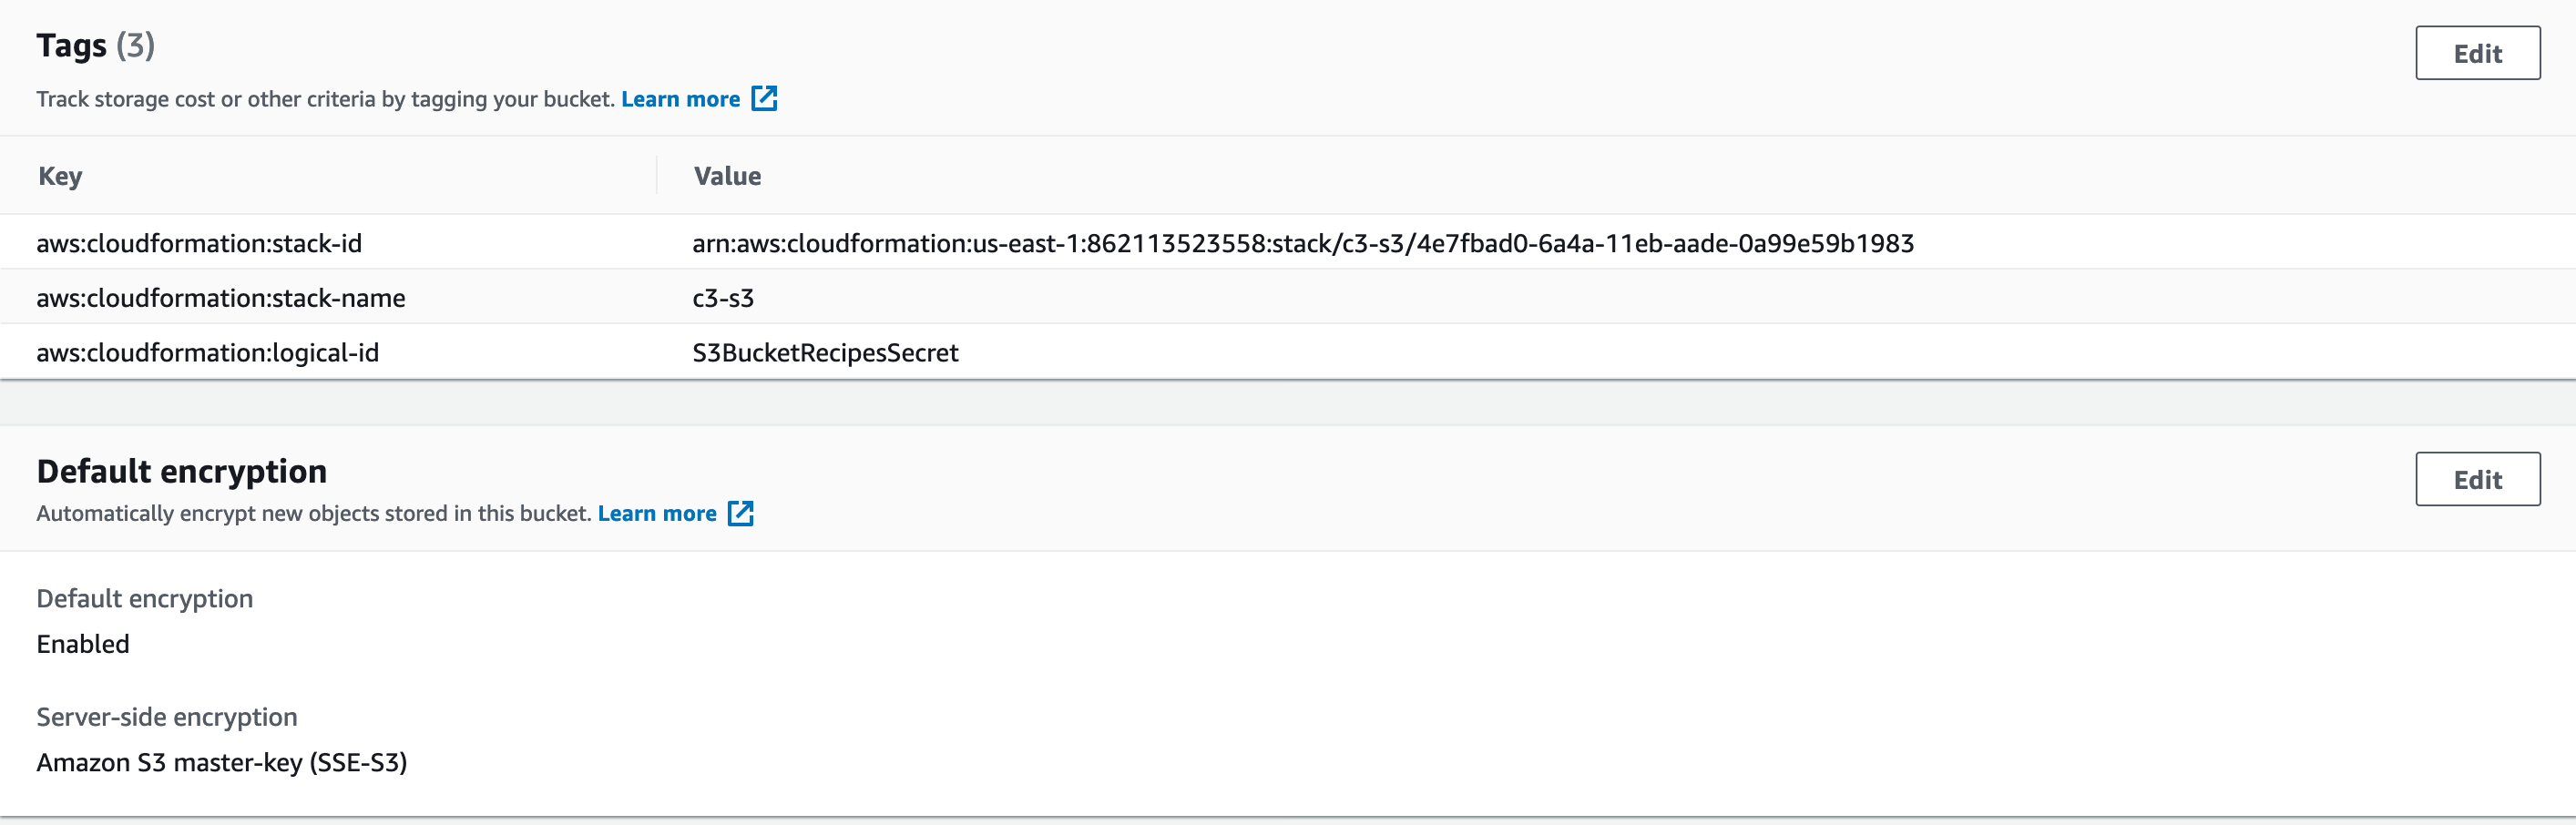 Tags (3)
Edit
Track storage cost or other criteria by tagging your bucket. Learn more
Key Value
aws:cloudformation:stack-id arn:aws:cloudformation:us-east-1:862113523558:stack/c3-s3/4e7fbad0-6a4a-11eb-aade-0a99e59b1983
aws:cloudformation:stack-name c3-s3
aws:cloudformation:logical-id S3BucketRecipesSecret
Default encryption
Edit
Automatically encrypt new objects stored in this bucket. Learn more
Default encryption
Enabled
Server-side encryption
Amazon S3 master-key (SSE-S3)